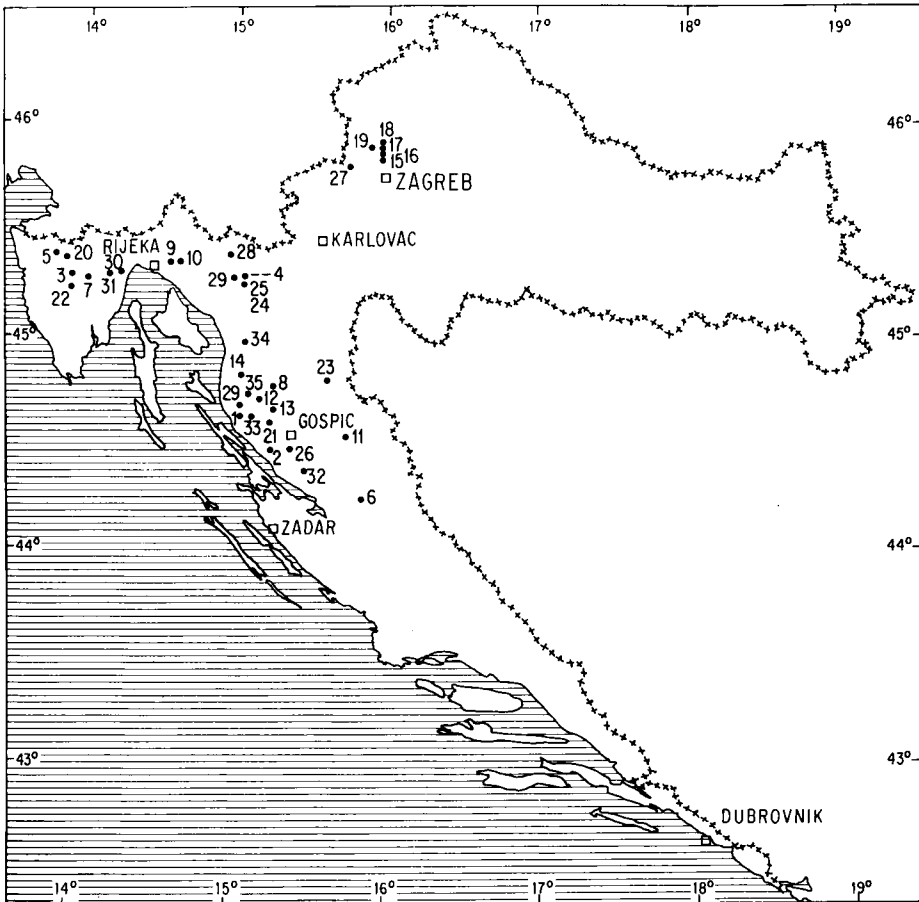 14° 15° 16° 17° 18° 19°
46° 46°
18
19 17
16
15
27 ZAGREB
KARLOVAC
5 20 RIJEKA 9 28
30 10
3 29 4
31 25
22 7 24
45° 45°
34
14 23
35 8
29 12
13
1 33 GOSPIC
21 11
2 26
32
6
ZADAR
44° 44°
43° 43°
DUBROVNIK
14° 15° 16° 17° 18° 19°